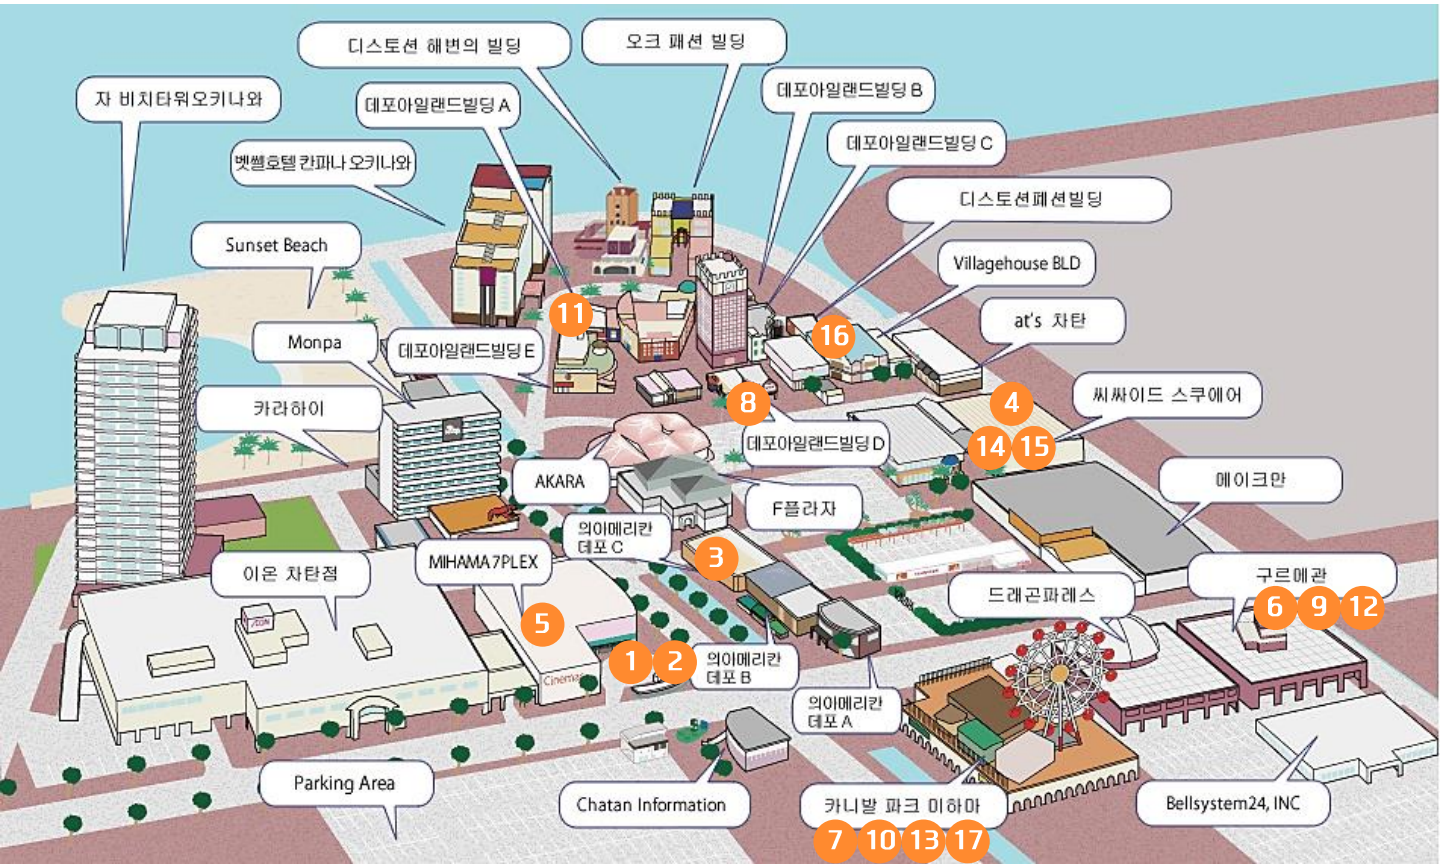 디스토션 해변의 빌딩
오크 패션 빌딩
자 비치타워오키나와
데포아일랜드빌딩 A
데포아일랜드빌딩 B
데포아일랜드빌딩 C
벳쎌호텔 칸파나 오키나와
디스토션페션빌딩
Sunset Beach
Villagehouse BLD
11
at's 차탄
Monpa
16
데포아일랜드빌딩 E
카라하이
8
4
씨싸이드 스쿠에어
데포아일랜드빌딩 D
14 15
AKARA
메이크만
F플라자
의아메리칸
데포 C
3
MIHAMA 7PLEX
이온 차탄점
구르메관
드래곤파레스
6 9 12
ÆON
5
1 2
의아메리칸
데포 B
Cinema
의아메리칸
데포 A
Parking Area
Chatan Information
카니발 파크 미하마
Bellsystem24, INC
7 10 13 17